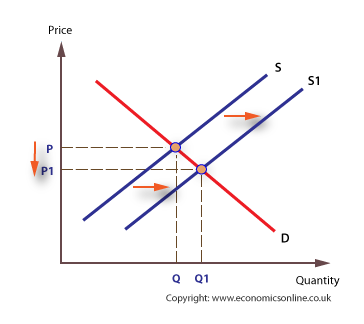 Price
S
S1
P
P1
D
Q Q1
Quantity
Copyright: www.economicsonline.co.uk